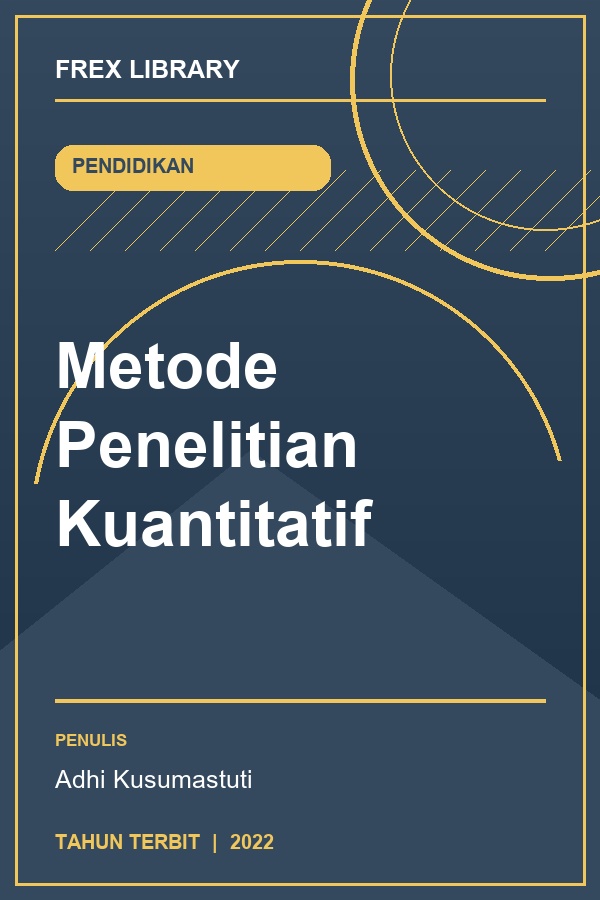 FREX LIBRARY
PENDIDIKAN
Metode
Penelitian
Kuantitatif
PENULIS
Adhi Kusumastuti
TAHUN TERBIT | 2022